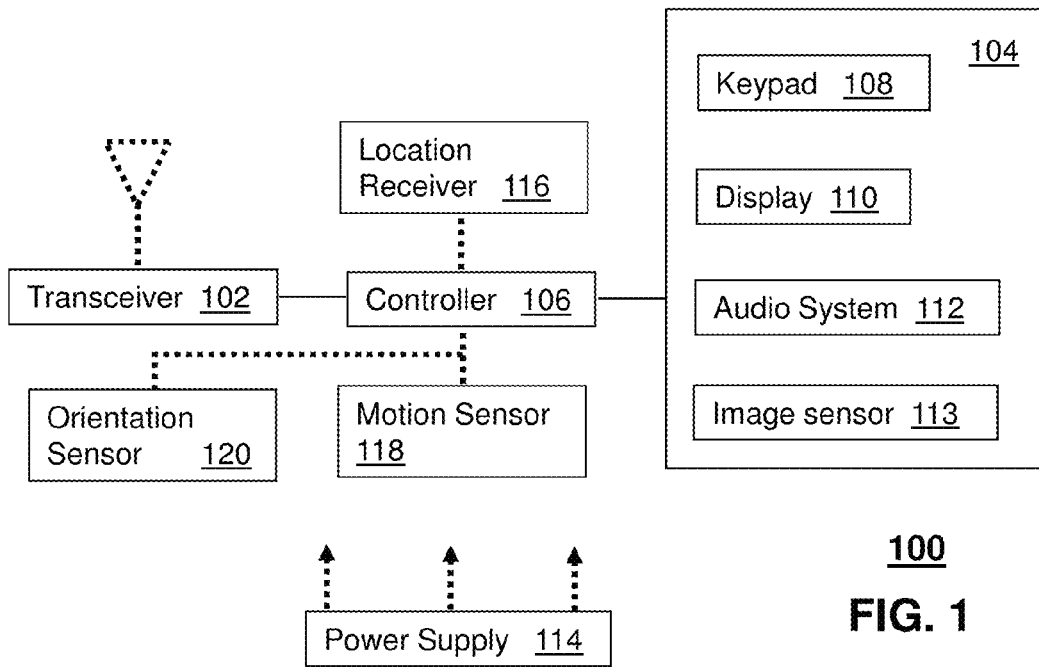 104
Keypad 108
Location
Receiver 116
Display 110
Transceiver 102
Controller 106
Audio System 112
Orientation
Sensor 120
Motion Sensor
118
Image sensor 113
100
FIG. 1
Power Supply 114